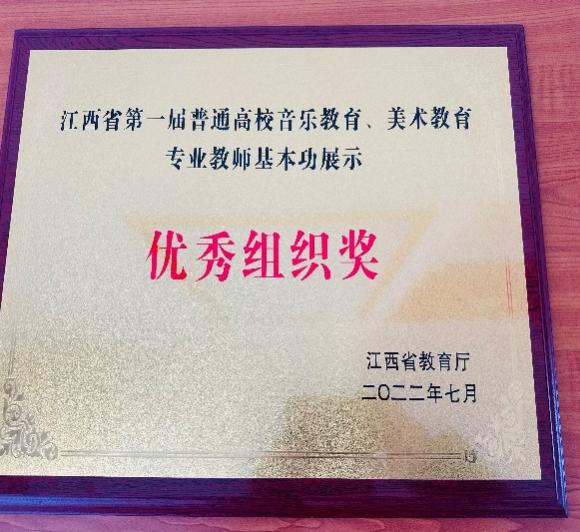 江西省第一届普通高校音乐教育、美术教育
专业教师基本功展示
优秀组织奖
江西省教育厅
二〇二二年七月